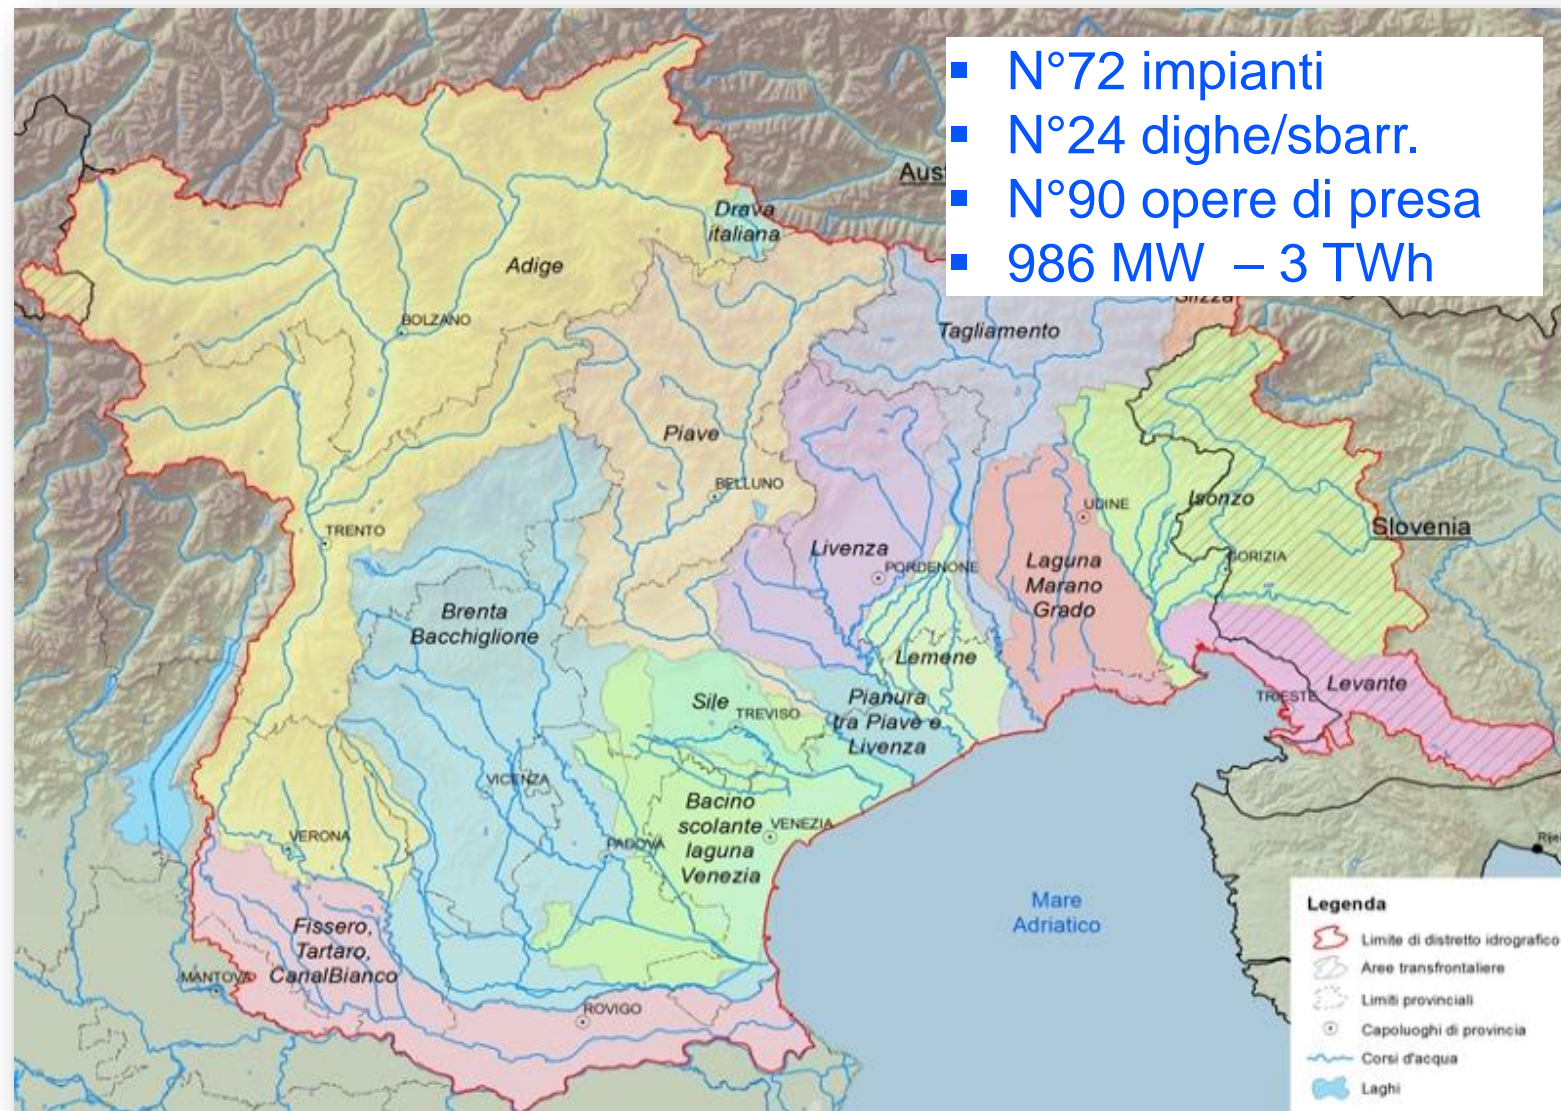 N°72 impianti
N°24 dighe/sbarr.
N°90 opere di presa
986 MW – 3 TWh
Drava
italiana
Adige
BOLZANO
Tagliamento
Piave
BELLUNO
UDINE
Isonzo
Slovenia
TRENTO
Livenza
PORDENONE
GORIZIA
Laguna
Marano
Grado
Brenta
Bacchiglione
Lemene
Levante
TRIESTE
Sile
TREVISO
Pianura
tra Piave e
Livenza
VICENZA
Bacino
scolante
laguna
Venezia
VENEZIA
VERONA
PADOVA
Mare
Adriatico
Fissero,
Tartaro,
CanalBianco
MANTOVA
ROVIGO
Legenda
Limite di distretto idrografico
Aree transfrontaliere
Limiti provinciali
Capoluoghi di provincia
Corsi d'acqua
Laghi